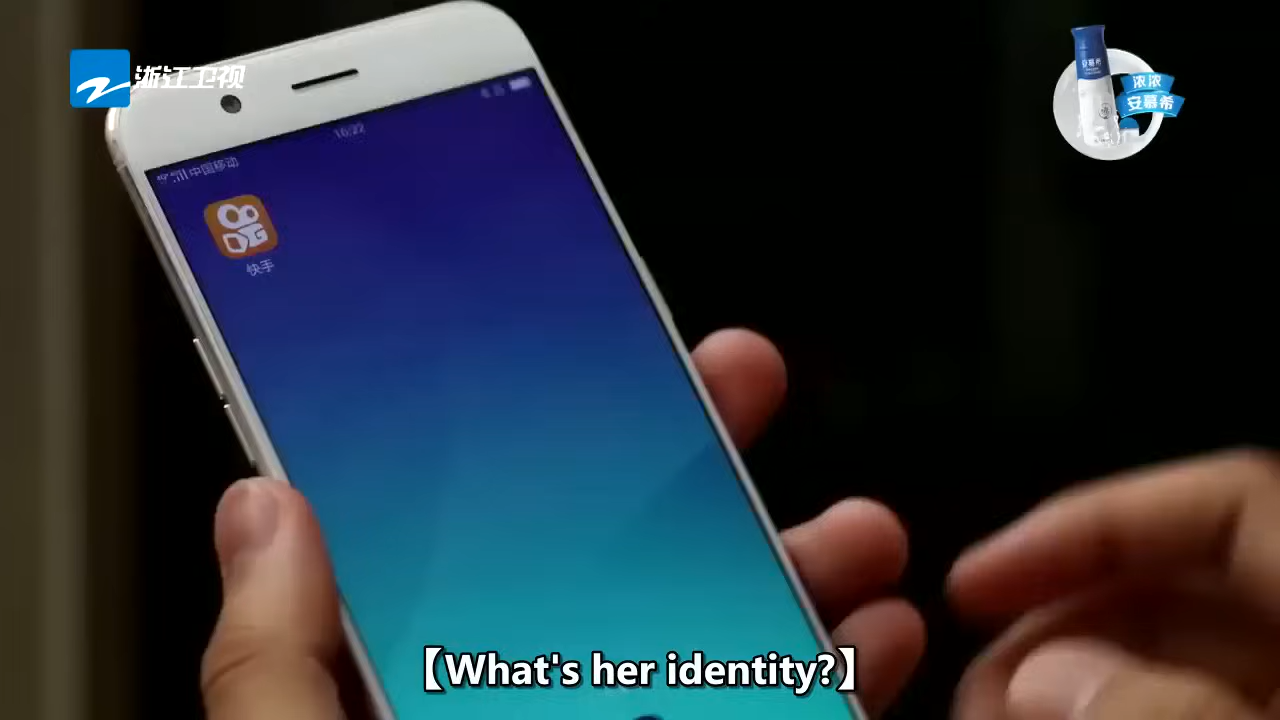 浙江卫视
浓浓
安慕希
16:22
中国移动
快手
【What's her identity?】